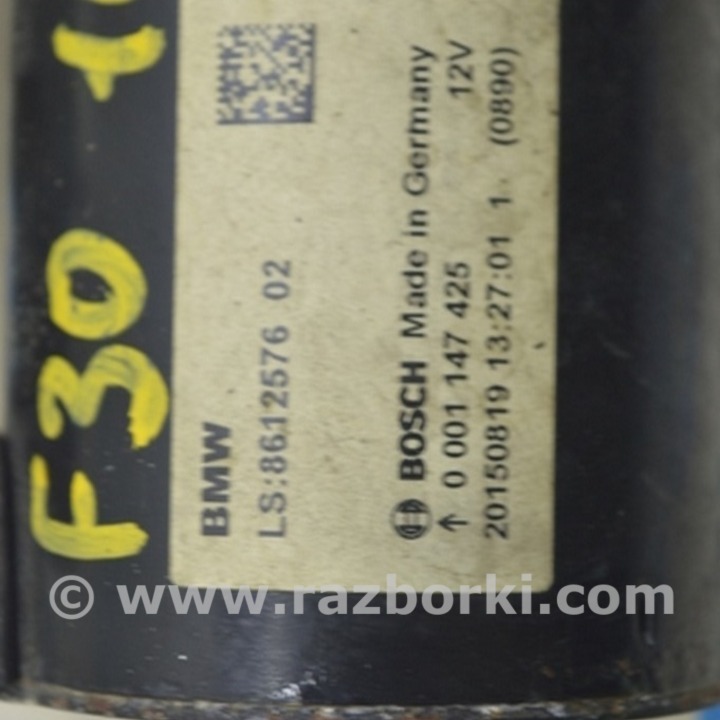 F30
BMW
LS:8612576 02
BOSCH Made in Germany 12V
↑ 0 001 147 425
20150819 13:27:01 1 (0890)
© www.razborki.com